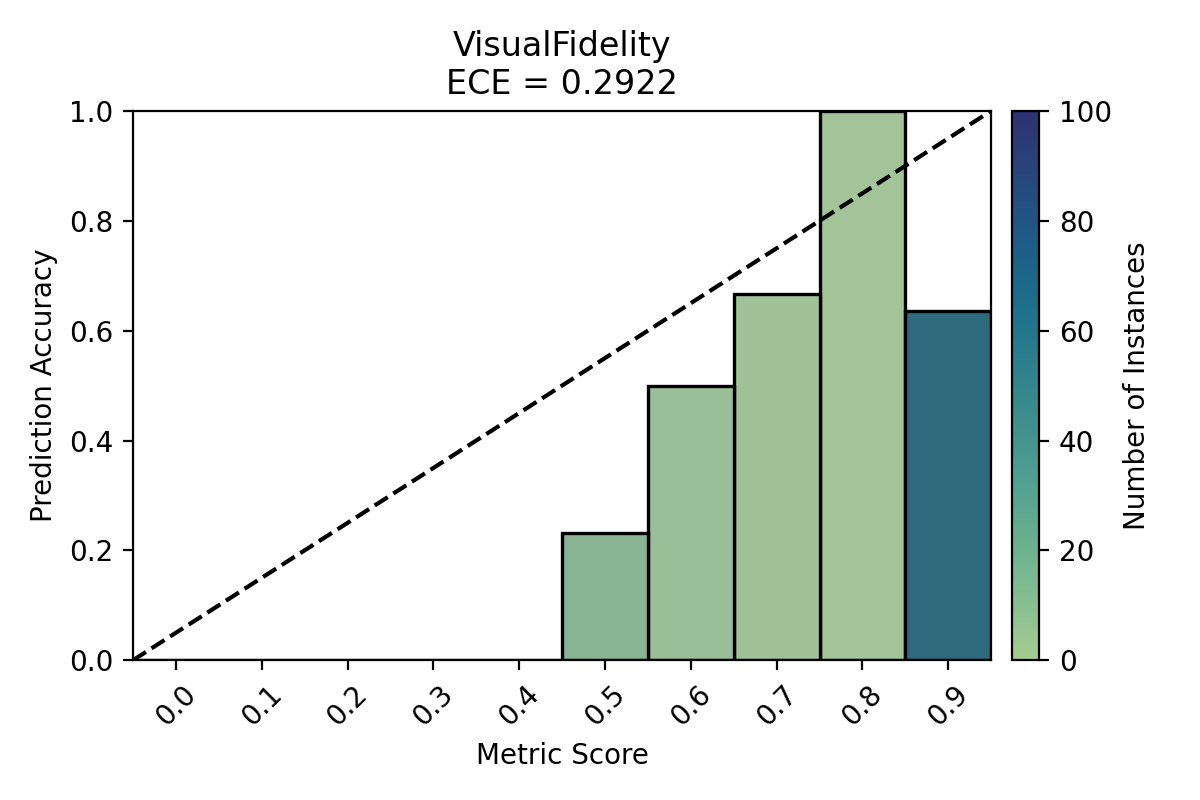 VisualFidelity
ECE = 0.2922
Prediction Accuracy
1.0
0.8
0.6
0.4
0.2
0.0
0.0 0.1 0.2 0.3 0.4 0.5 0.6 0.7 0.8 0.9
Metric Score
100
80
60
40
20
0
Number of Instances